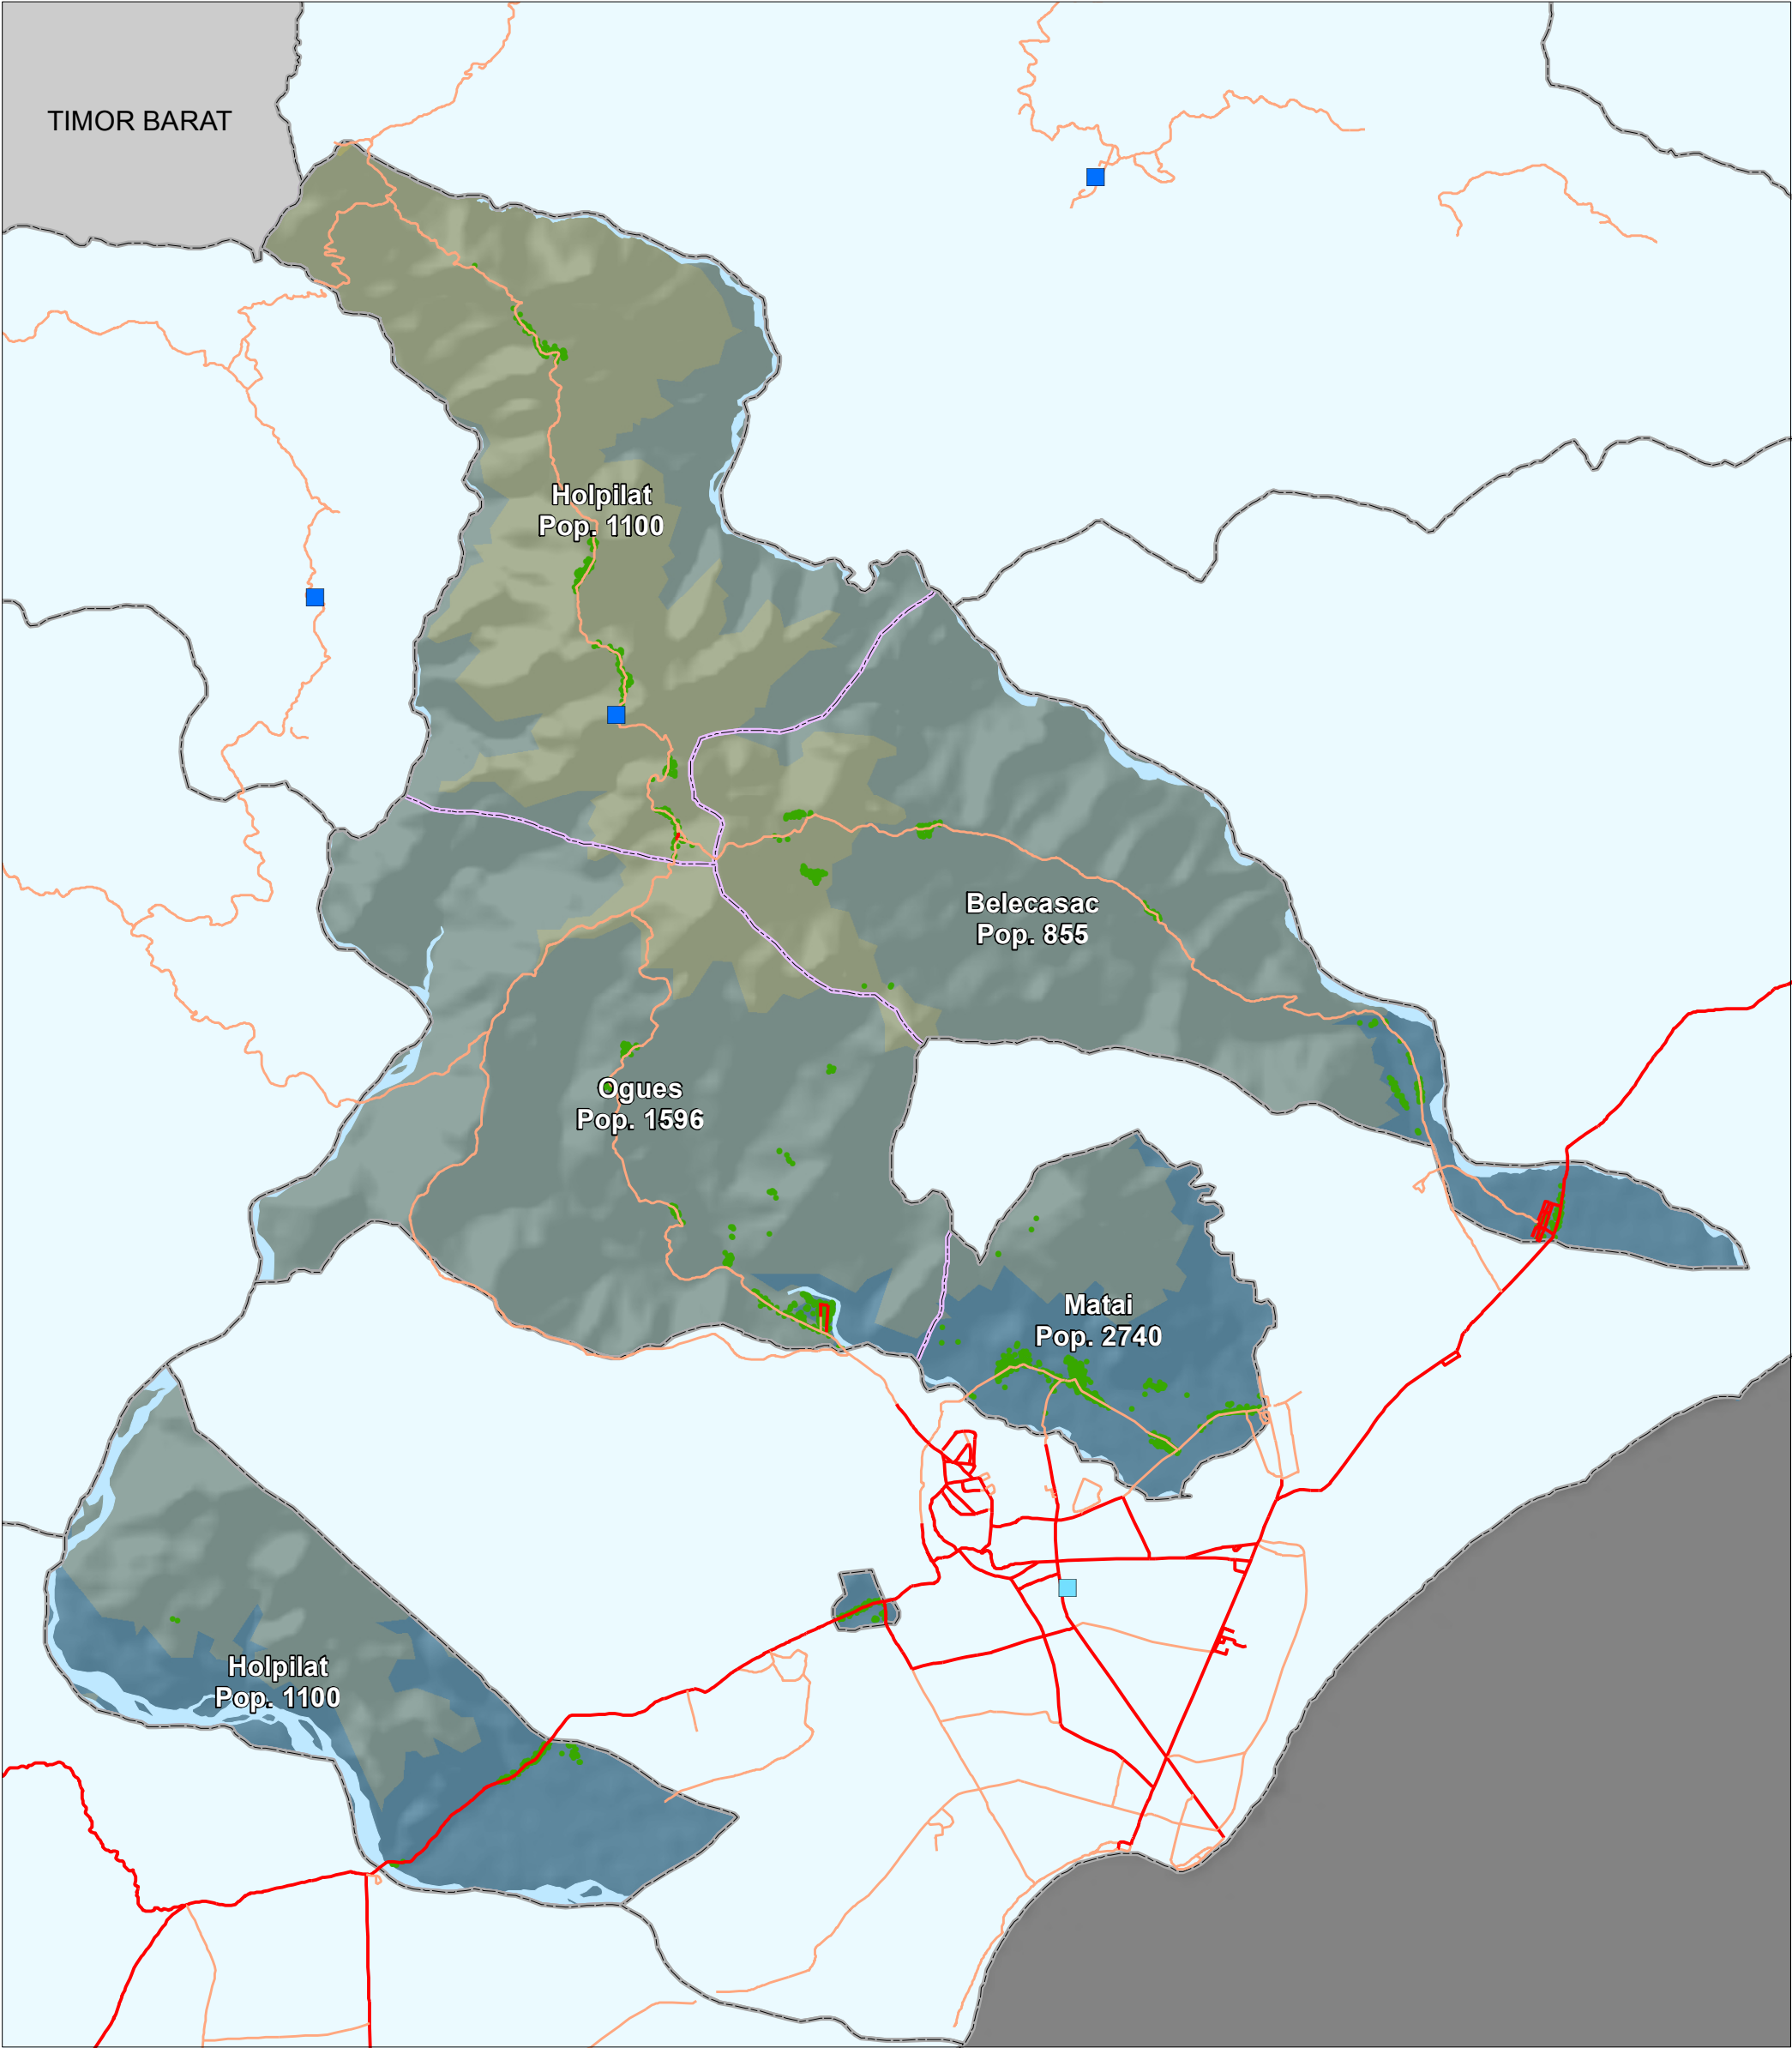 TIMOR BARAT
Holpilat
Pop. 1100
Belecasac
Pop. 855
Ogues
Pop. 1596
Matai
Pop. 2740
Holpilat
Pop. 1100